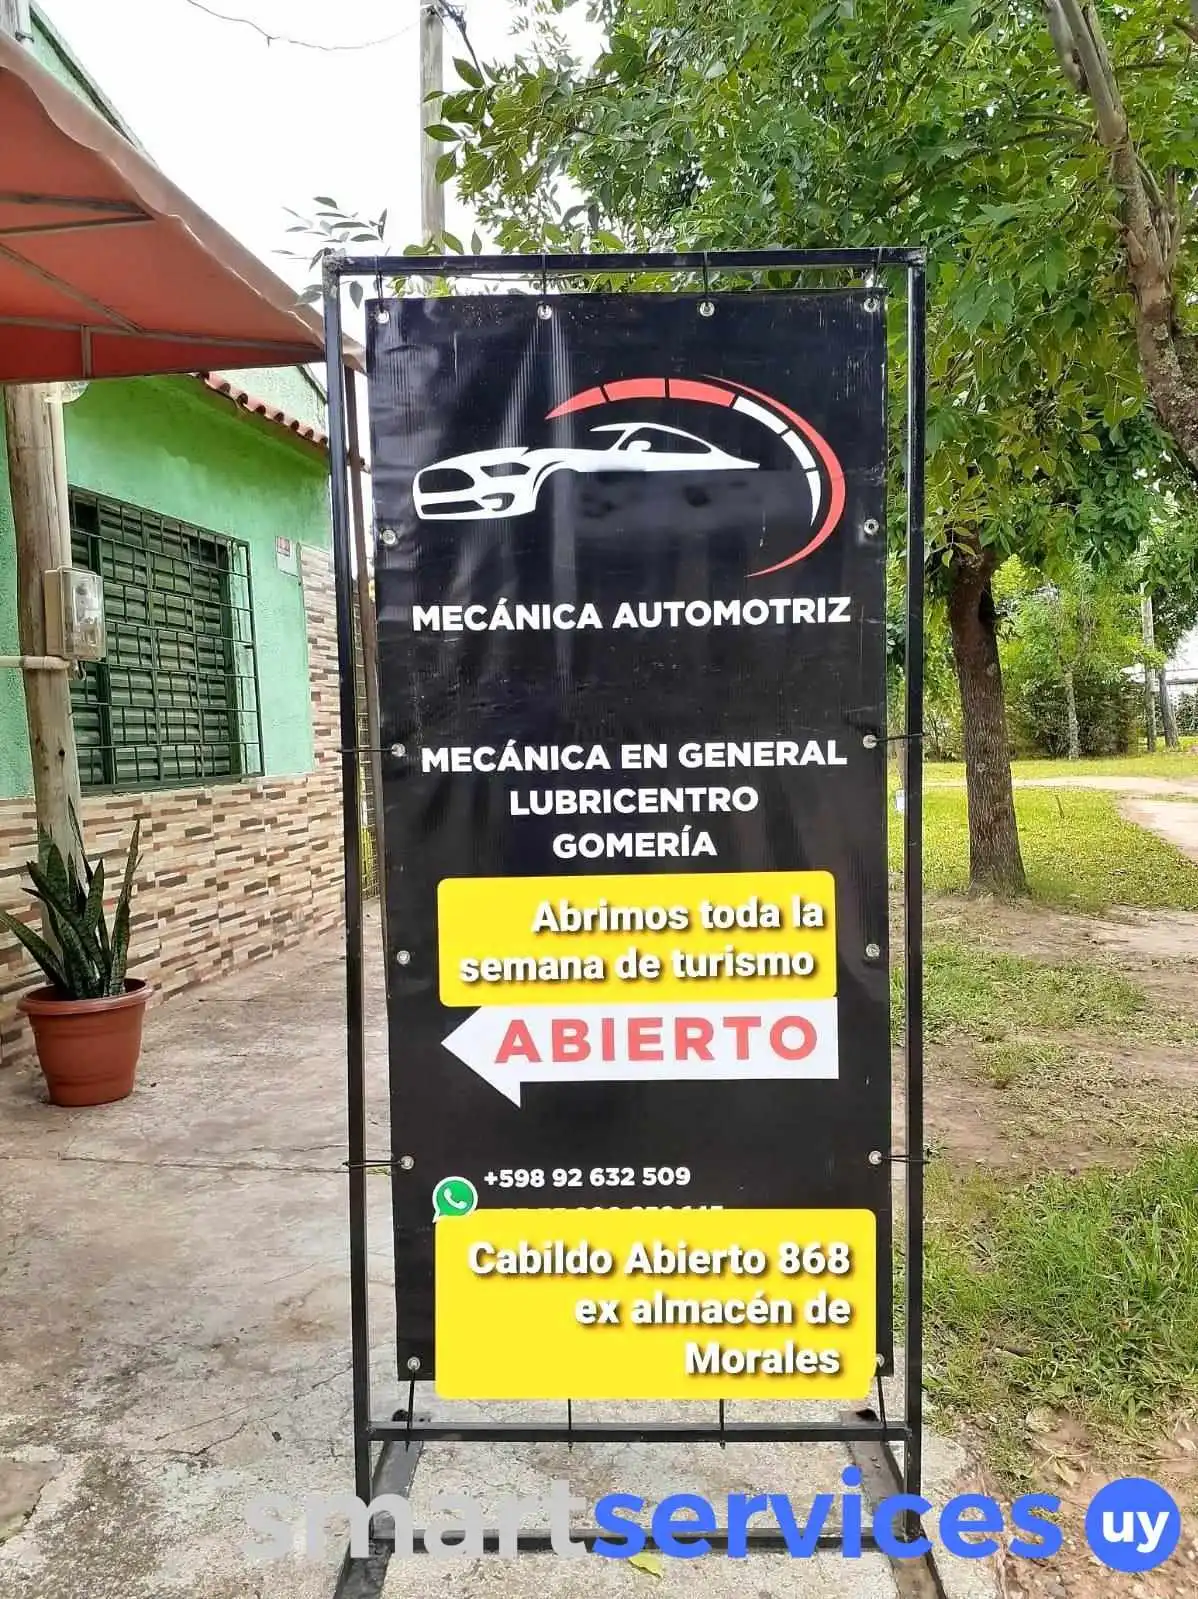 MECÁNICA AUTOMOTRIZ
MECÁNICA EN GENERAL
LUBRICENTRO
GOMERÍA
Abrimos toda la
semana de turismo
ABIERTO
+598 92 632 509
Cabildo Abierto 868
ex almacén de
Morales
smartservices uy